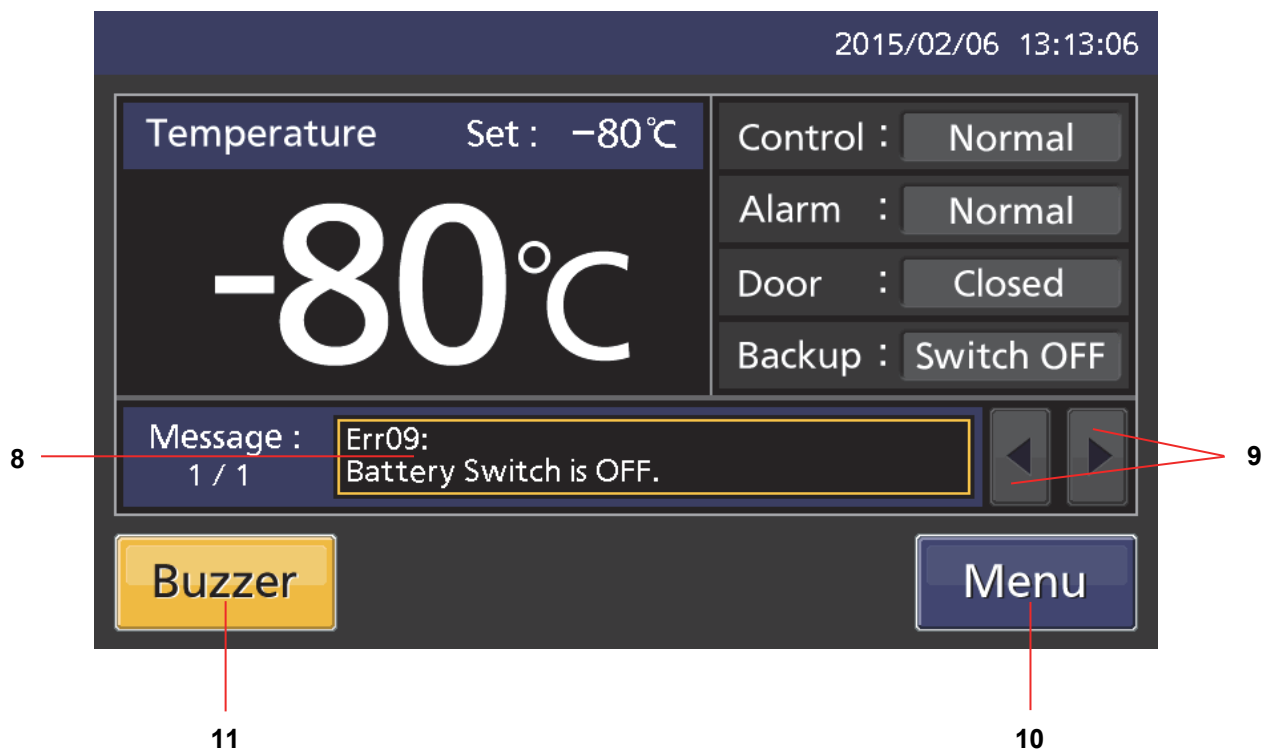 2015/02/06 13:13:06
Temperature Set : −80℃
-80℃
Control : Normal
Alarm : Normal
Door : Closed
Backup : Switch OFF
Message :
1 / 1
Err09:
Battery Switch is OFF.
8
9
Buzzer
Menu
11
10